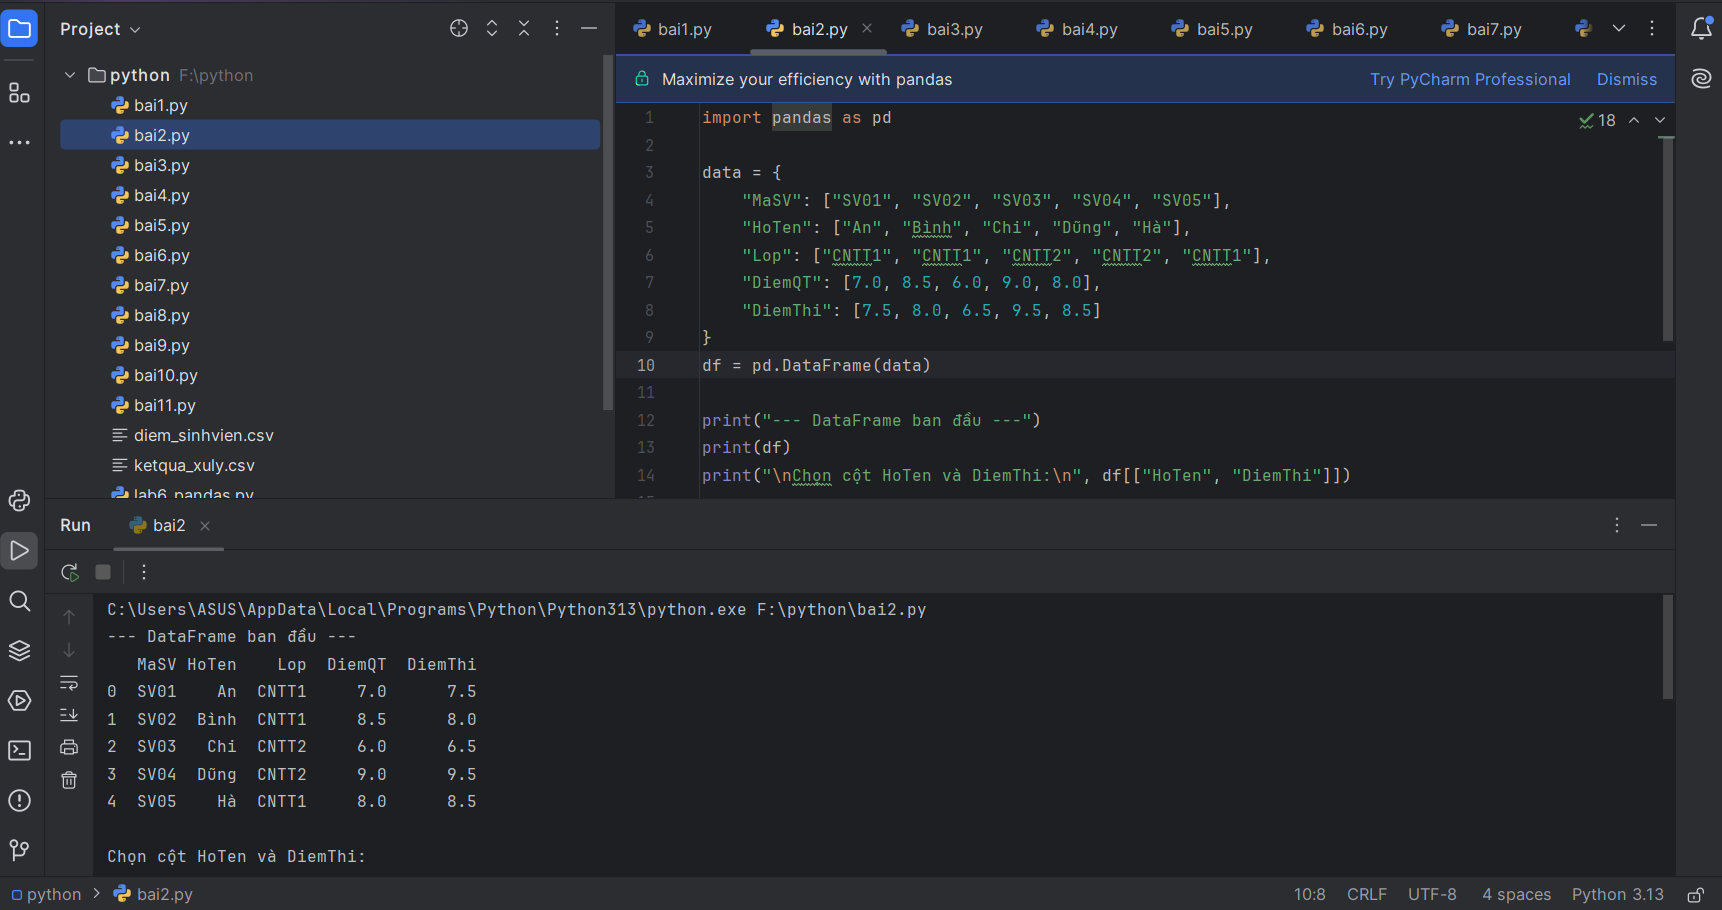 Project
bai1.py
bai2.py
bai3.py
bai4.py
bai5.py
bai6.py
bai7.py
python F:\python
bai1.py
bai2.py
bai3.py
bai4.py
bai5.py
bai6.py
bai7.py
bai8.py
bai9.py
bai10.py
bai11.py
diem_sinhvien.csv
ketqua_xuly.csv
lab6_pandas.py
Maximize your efficiency with pandas
Try PyCharm Professional
Dismiss
18
1 import pandas as pd
2
3 data = {
4     "MaSV": ["SV01", "SV02", "SV03", "SV04", "SV05"],
5     "HoTen": ["An", "Bình", "Chi", "Dũng", "Hà"],
6     "Lop": ["CNTT1", "CNTT1", "CNTT2", "CNTT2", "CNTT1"],
7     "DiemQT": [7.0, 8.5, 6.0, 9.0, 8.0],
8     "DiemThi": [7.5, 8.0, 6.5, 9.5, 8.5]
9 }
10 df = pd.DataFrame(data)
11
12 print("--- DataFrame ban đầu ---")
13 print(df)
14 print("\nChọn cột HoTen và DiemThi:\n", df[["HoTen", "DiemThi"]])
Run
bai2
C:\Users\ASUS\AppData\Local\Programs\Python\Python313\python.exe F:\python\bai2.py
--- DataFrame ban đầu ---
   MaSV HoTen    Lop  DiemQT  DiemThi
0  SV01    An  CNTT1     7.0      7.5
1  SV02  Bình  CNTT1     8.5      8.0
2  SV03   Chi  CNTT2     6.0      6.5
3  SV04  Dũng  CNTT2     9.0      9.5
4  SV05    Hà  CNTT1     8.0      8.5
Chọn cột HoTen và DiemThi:
python > bai2.py
10:8 CRLF UTF-8 4 spaces Python 3.13